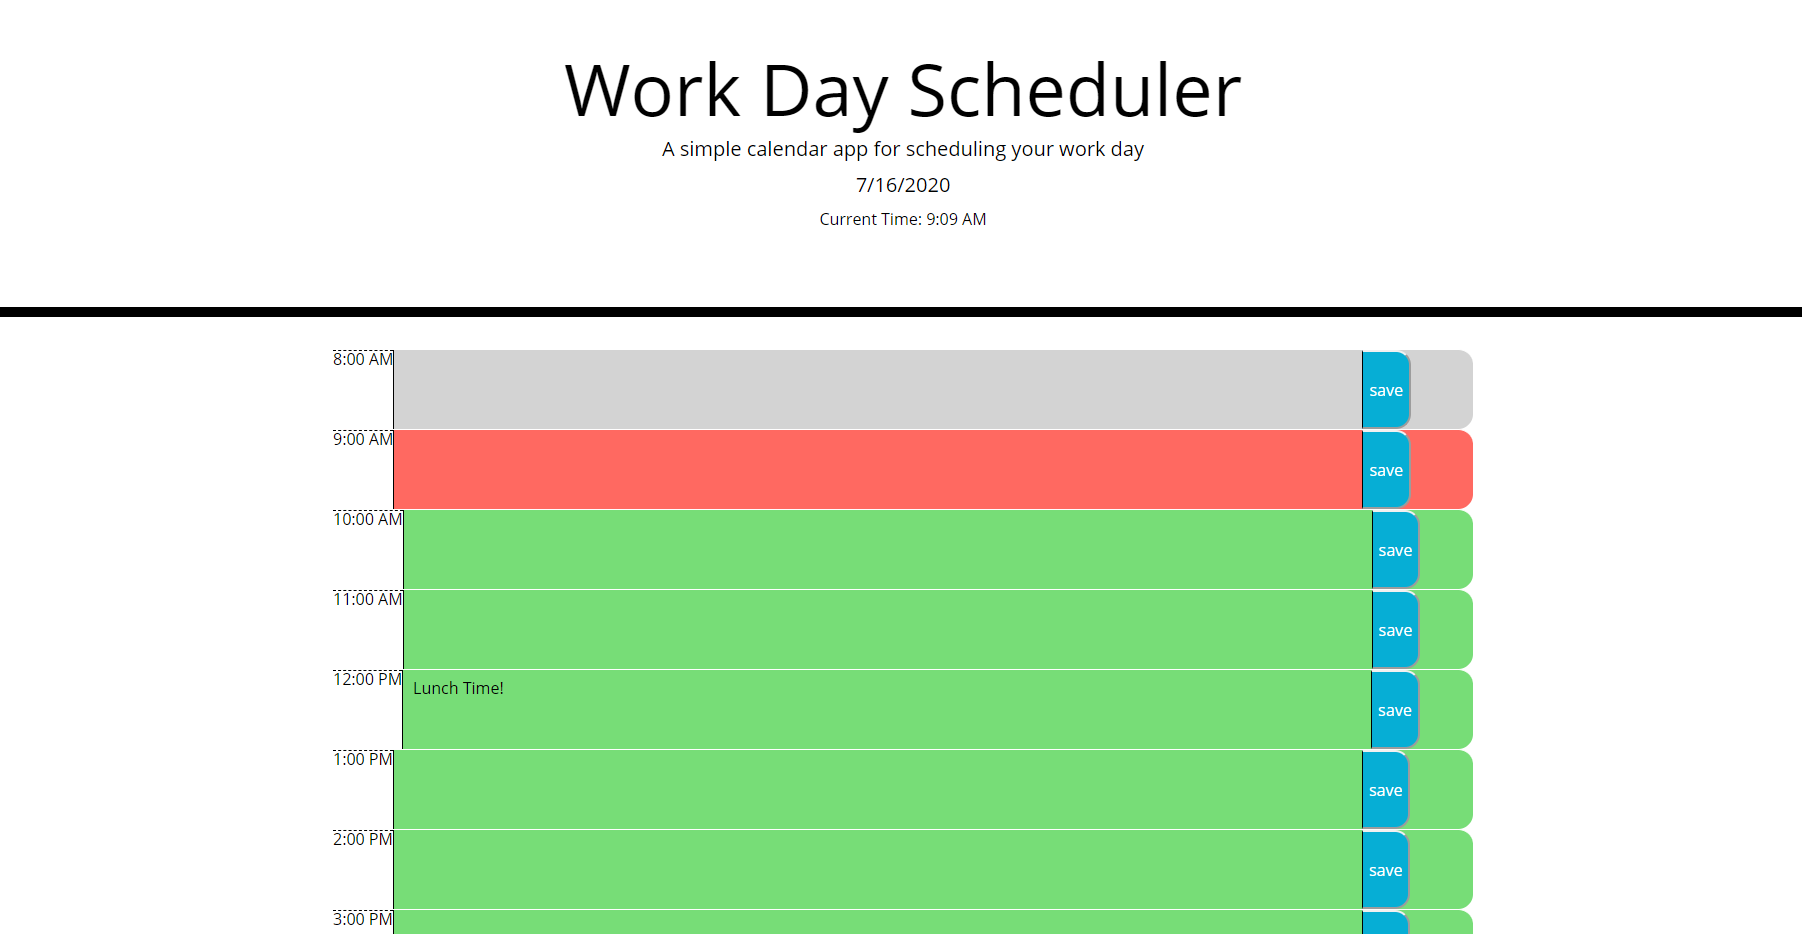 Work Day Scheduler
A simple calendar app for scheduling your work day
7/16/2020
Current Time: 9:09 AM
8:00 AM save
9:00 AM save
10:00 AM save
11:00 AM save
12:00 PM Lunch Time! save
1:00 PM save
2:00 PM save
3:00 PM